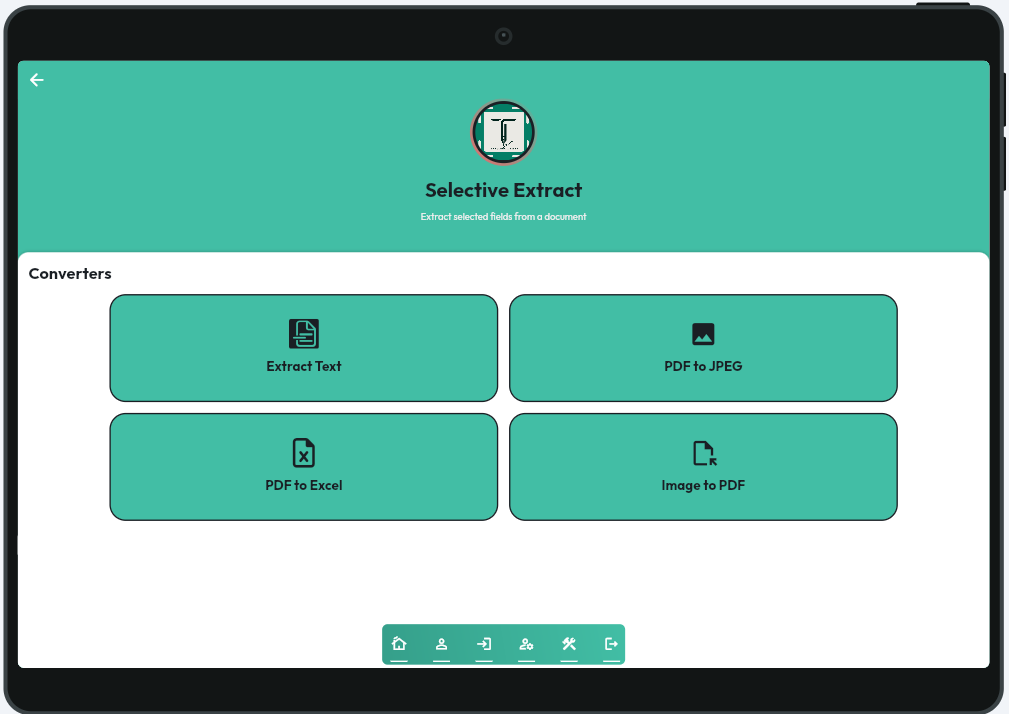 Selective Extract
Extract selected fields from a document
Converters
Extract Text
PDF to JPEG
PDF to Excel
Image to PDF